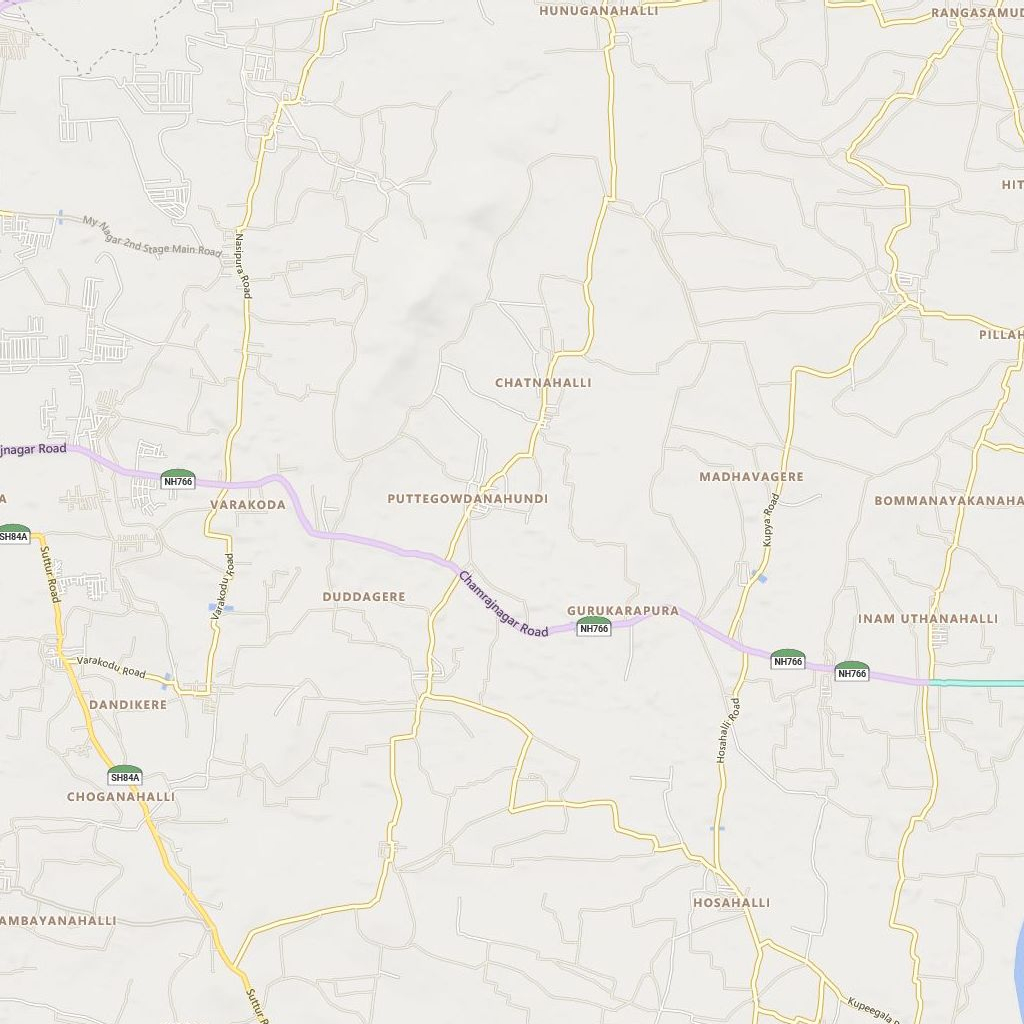 HUNUGANAHALLI
RANGASAMUD
HIT
My Nagar 2nd Stage Main Road
Nasipura Road
PILLAH
CHATNAHALLI
jnagar Road
NH766
MADHAVAGERE
A
VARAKODA
PUTTEGOWDANAHUNDI
BOMMANAYAKANAHA
SH84A
Kupya Road
Suttur Road
Varakodu Road
DUDDAGERE
Chamrajnagar Road
GURUKARAPURA
NH766
INAM UTHANAHALLI
Varakodu Road
NH766
NH766
DANDIKERE
Hosahalli Road
SH84A
CHOGANAHALLI
HOSAHALLI
AMBAYANAHALLI
Suttur R
Kupeegala R